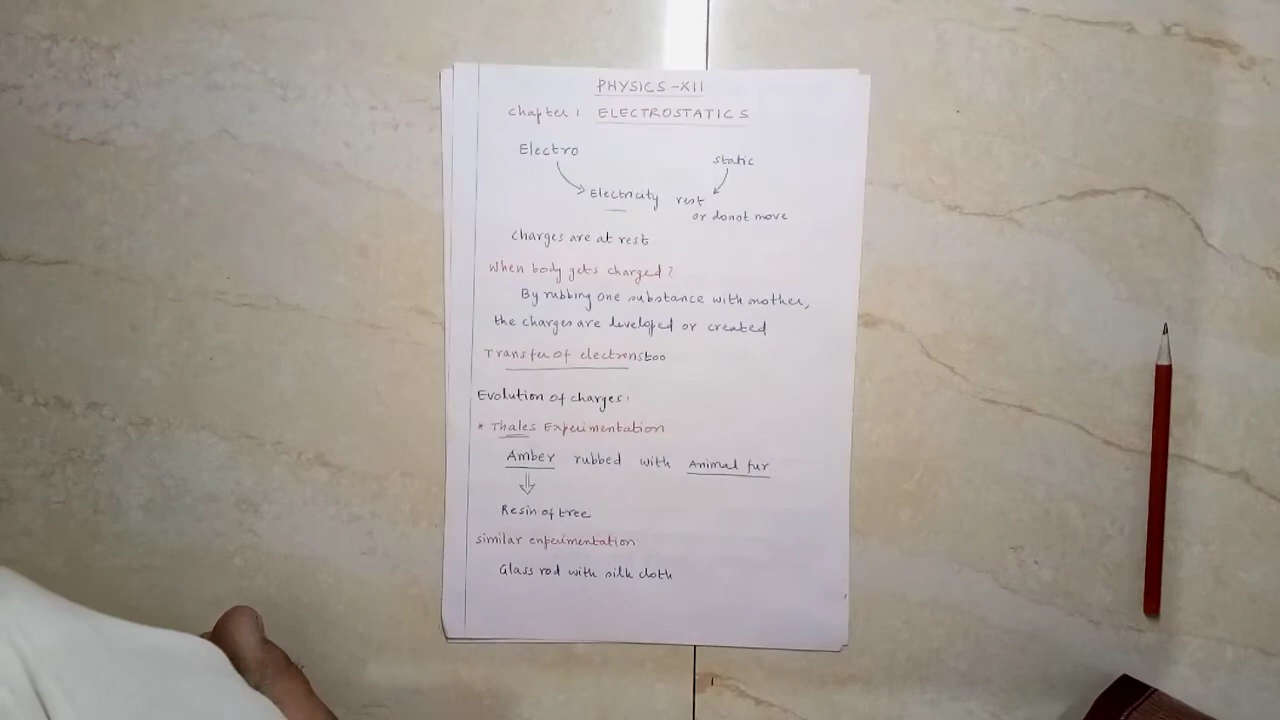 PHYSICS-XII
Chapter 1 ELECTROSTATICS
Electro static
Electricity rest
or donot move
Charges are at rest
When body gets charged?
By rubbing one substance with another,
the charges are developed or created
Transfer of electrons too
Evolution of charges:
* Thales Experimentation
Amber rubbed with Animal fur
Resin of tree
similar experimentation
Glass rod with silk cloth